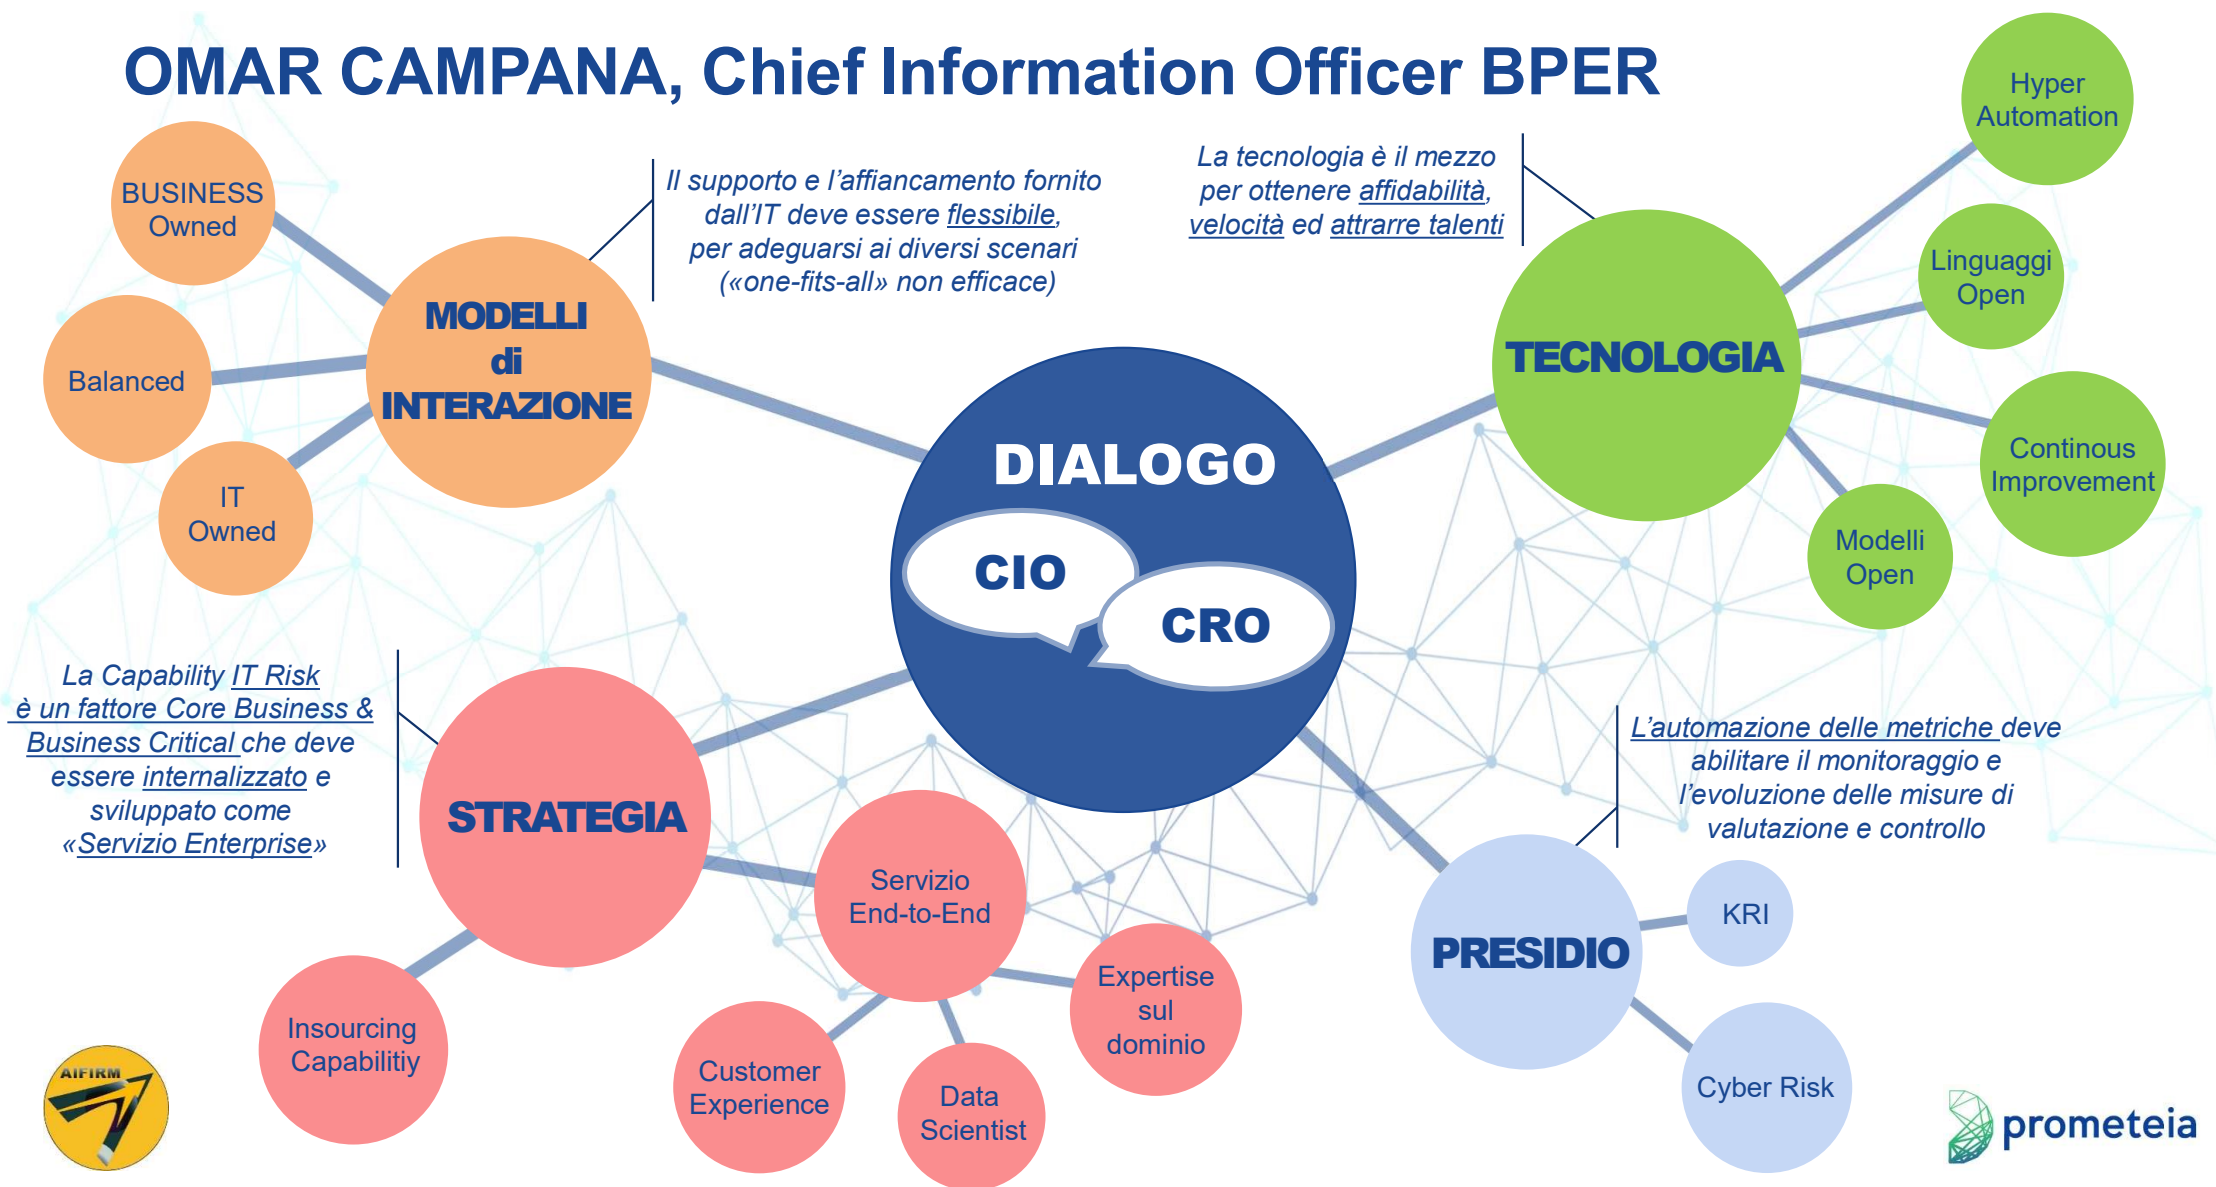 OMAR CAMPANA, Chief Information Officer BPER
BUSINESS
Owned
Balanced
IT
Owned
MODELLI
di
INTERAZIONE
Il supporto e l'affiancamento fornito
dall'IT deve essere flessibile,
per adeguarsi ai diversi scenari
(«one-fits-all» non efficace)
La tecnologia è il mezzo
per ottenere affidabilità,
velocità ed attrarre talenti
TECNOLOGIA
Hyper
Automation
Linguaggi
Open
Continous
Improvement
Modelli
Open
DIALOGO
CIO
CRO
La Capability IT Risk
è un fattore Core Business &
Business Critical che deve
essere internalizzato e
sviluppato come
«Servizio Enterprise»
STRATEGIA
Servizio
End-to-End
Insourcing
Capabilitiy
Customer
Experience
Data
Scientist
Expertise
sul
dominio
L'automazione delle metriche deve
abilitare il monitoraggio e
l'evoluzione delle misure di
valutazione e controllo
PRESIDIO
KRI
Cyber Risk
AIFIRM
prometeia